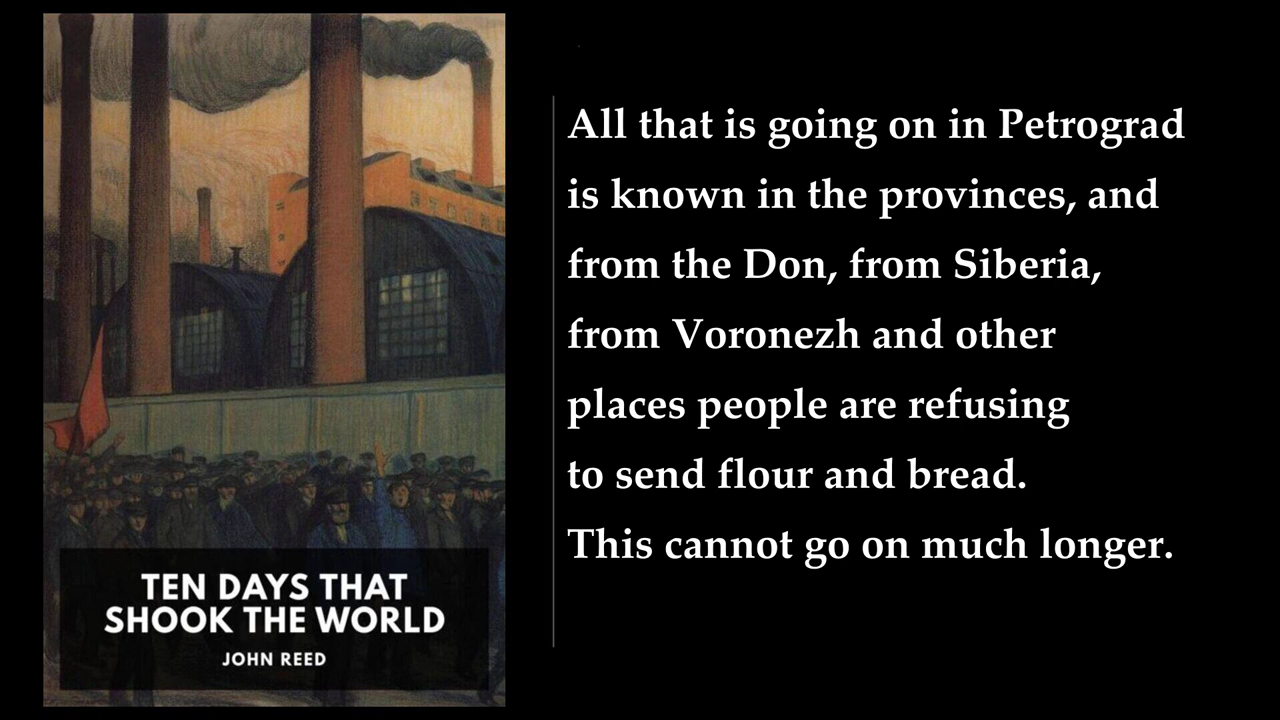 All that is going on in Petrograd
is known in the provinces, and
from the Don, from Siberia,
from Voronezh and other
places people are refusing
to send flour and bread.
This cannot go on much longer.
TEN DAYS THAT
SHOOK THE WORLD
JOHN REED